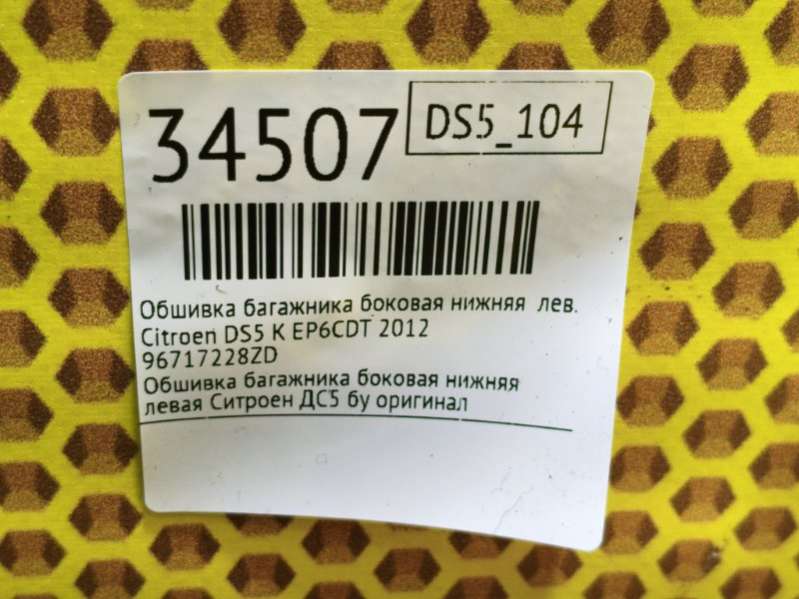 34507
DS5_104
Обшивка багажника боковая нижняя лев.
Citroen DS5 K EP6CDT 2012
96717228ZD
Обшивка багажника боковая нижняя
левая Ситроен ДС5 бу оригинал